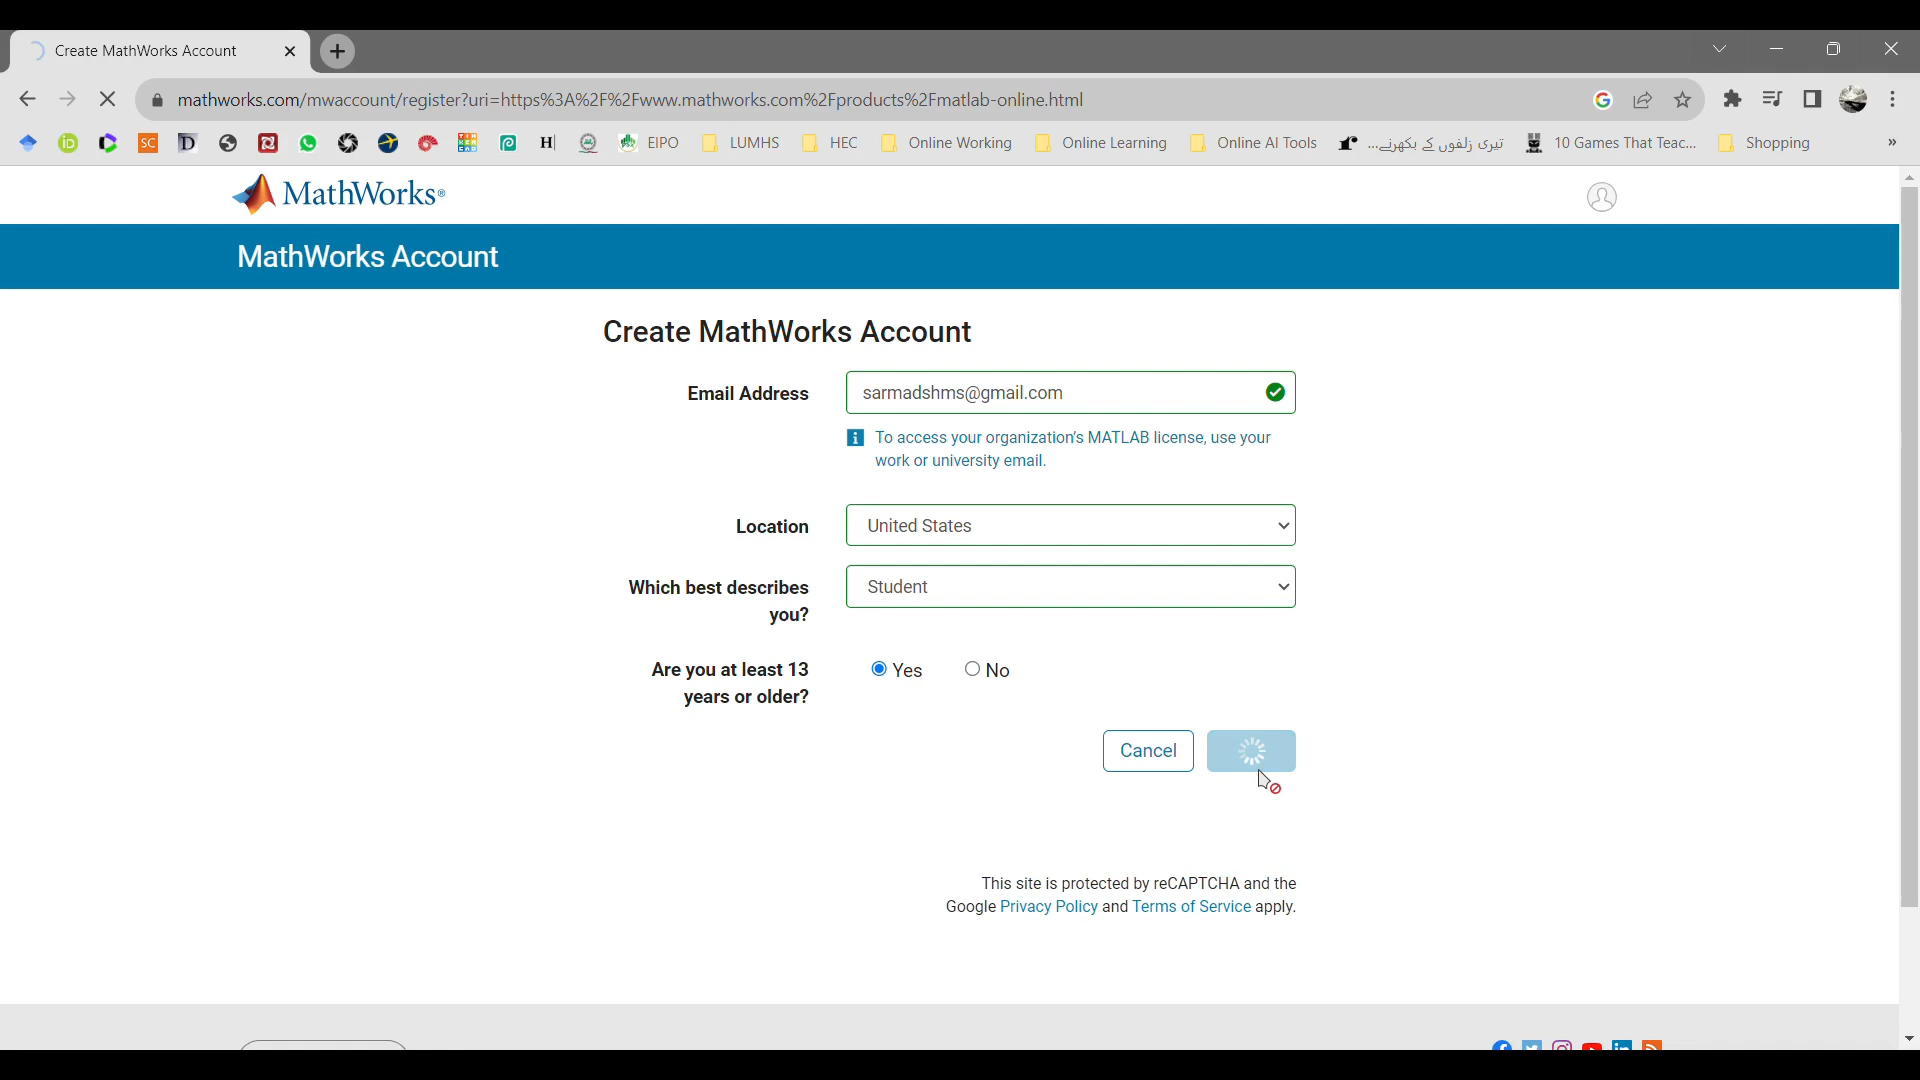 Create MathWorks Account
mathworks.com/mwaccount/register?uri=https%3A%2F%2Fwww.mathworks.com%2Fproducts%2Fmatlab-online.html
EIPO LUMHS HEC Online Working Online Learning Online AI Tools تیری زلفوں کے بکھرنے... 10 Games That Teac... Shopping »
MathWorks®
MathWorks Account
Create MathWorks Account
Email Address sarmadshms@gmail.com
To access your organization's MATLAB license, use your
work or university email.
Location United States
Which best describes Student
you?
Are you at least 13 Yes No
years or older?
Cancel
This site is protected by reCAPTCHA and the
Google Privacy Policy and Terms of Service apply.